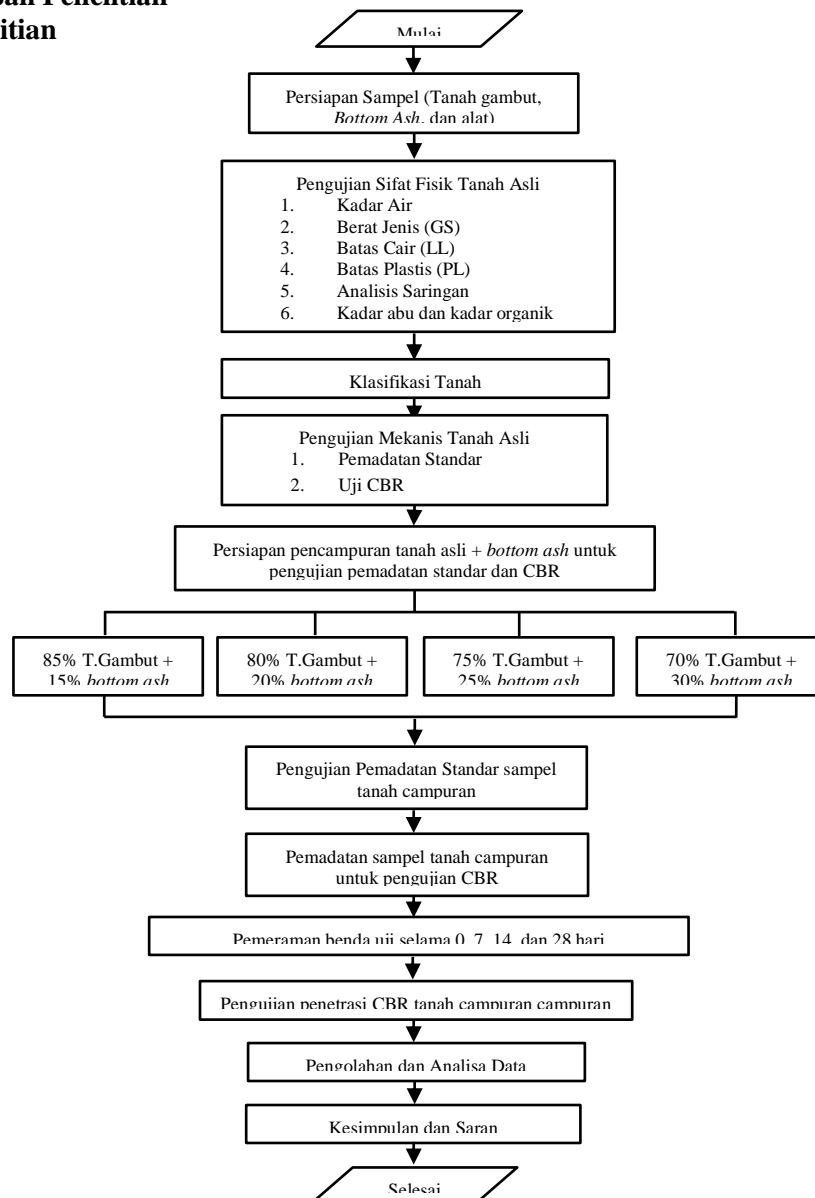 itian
Mulai
Persiapan Sampel (Tanah gambut,
Bottom Ash, dan alat)
Pengujian Sifat Fisik Tanah Asli
1. Kadar Air
2. Berat Jenis (GS)
3. Batas Cair (LL)
4. Batas Plastis (PL)
5. Analisis Saringan
6. Kadar abu dan kadar organik
Klasifikasi Tanah
Pengujian Mekanis Tanah Asli
1. Pemadatan Standar
2. Uji CBR
Persiapan pencampuran tanah asli + bottom ash untuk
pengujian pemadatan standar dan CBR
85% T.Gambut +
15% bottom ash
80% T.Gambut +
20% bottom ash
75% T.Gambut +
25% bottom ash
70% T.Gambut +
30% bottom ash
Pengujian Pemadatan Standar sampel
tanah campuran
Pemadatan sampel tanah campuran
untuk pengujian CBR
Pemeraman benda uji selama 0, 7, 14, dan 28 hari
Pengujian penetrasi CBR tanah campuran campuran
Pengolahan dan Analisa Data
Kesimpulan dan Saran
Selesai